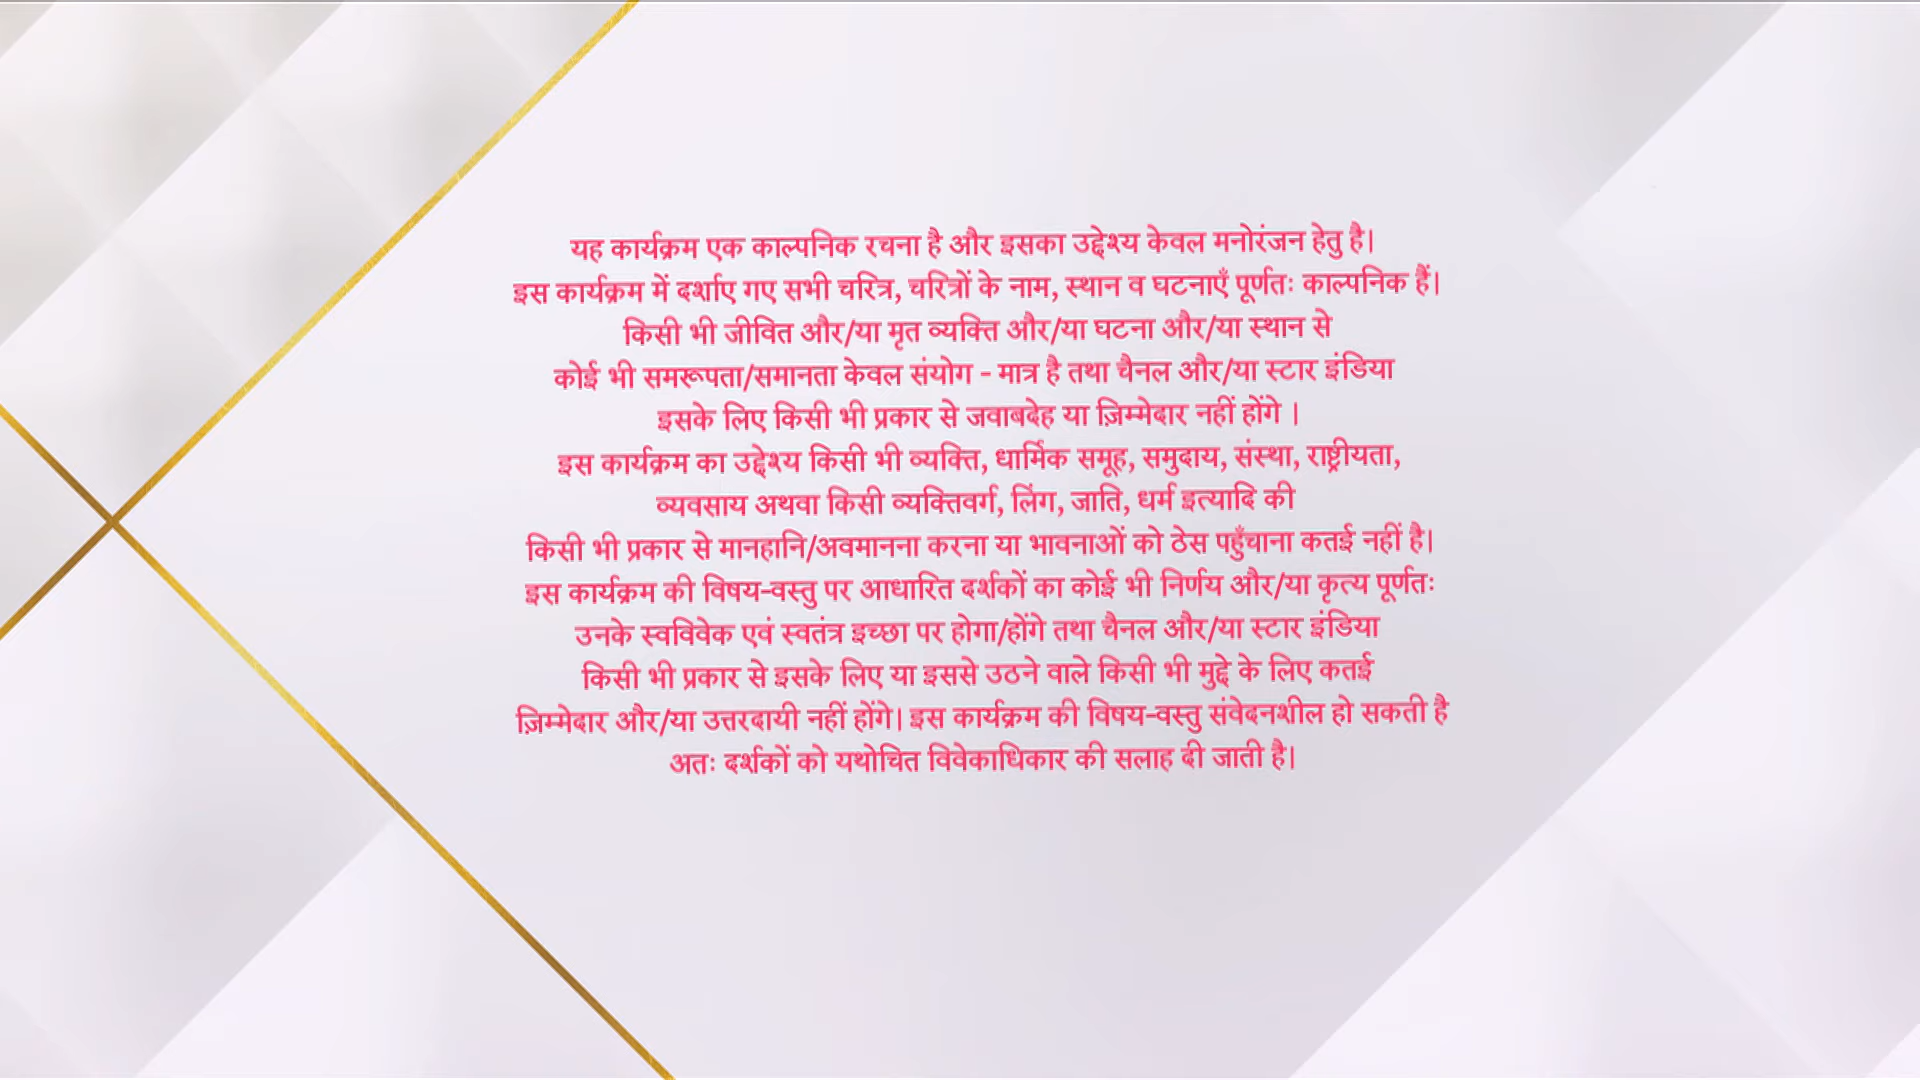 यह कार्यक्रम एक काल्पनिक रचना है और इसका उद्देश्य केवल मनोरंजन हेतु है।
इस कार्यक्रम में दर्शाए गए सभी चरित्र, चरित्रों के नाम, स्थान व घटनाएँ पूर्णतः काल्पनिक हैं।
किसी भी जीवित और/या मृत व्यक्ति और/या घटना और/या स्थान से
कोई भी समरूपता/समानता केवल संयोग - मात्र है तथा चैनल और/या स्टार इंडिया
इसके लिए किसी भी प्रकार से जवाबदेह या ज़िम्मेदार नहीं होंगे ।
इस कार्यक्रम का उद्देश्य किसी भी व्यक्ति, धार्मिक समूह, समुदाय, संस्था, राष्ट्रीयता,
व्यवसाय अथवा किसी व्यक्तिवर्ग, लिंग, जाति, धर्म इत्यादि की
किसी भी प्रकार से मानहानि/अवमानना करना या भावनाओं को ठेस पहुँचाना कतई नहीं है।
इस कार्यक्रम की विषय-वस्तु पर आधारित दर्शकों का कोई भी निर्णय और/या कृत्य पूर्णतः
उनके स्वविवेक एवं स्वतंत्र इच्छा पर होगा/होंगे तथा चैनल और/या स्टार इंडिया
किसी भी प्रकार से इसके लिए या इससे उठने वाले किसी भी मुद्दे के लिए कतई
ज़िम्मेदार और/या उत्तरदायी नहीं होंगे। इस कार्यक्रम की विषय-वस्तु संवेदनशील हो सकती है
अतः दर्शकों को यथोचित विवेकाधिकार की सलाह दी जाती है।